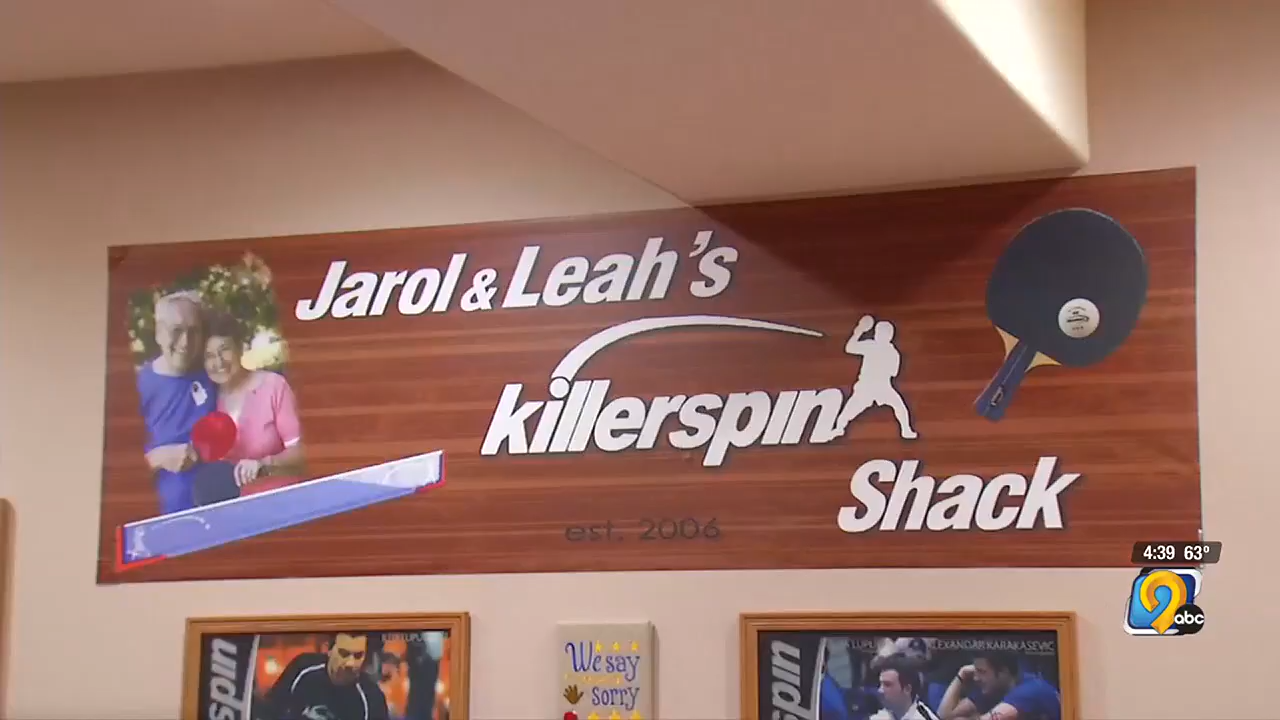 Jarol & Leah's
killerspin
Shack
est. 2006
4:39 63°
9
abc
We say
sorry
spin
spin
ALEXANDAR KARAKASEVIC